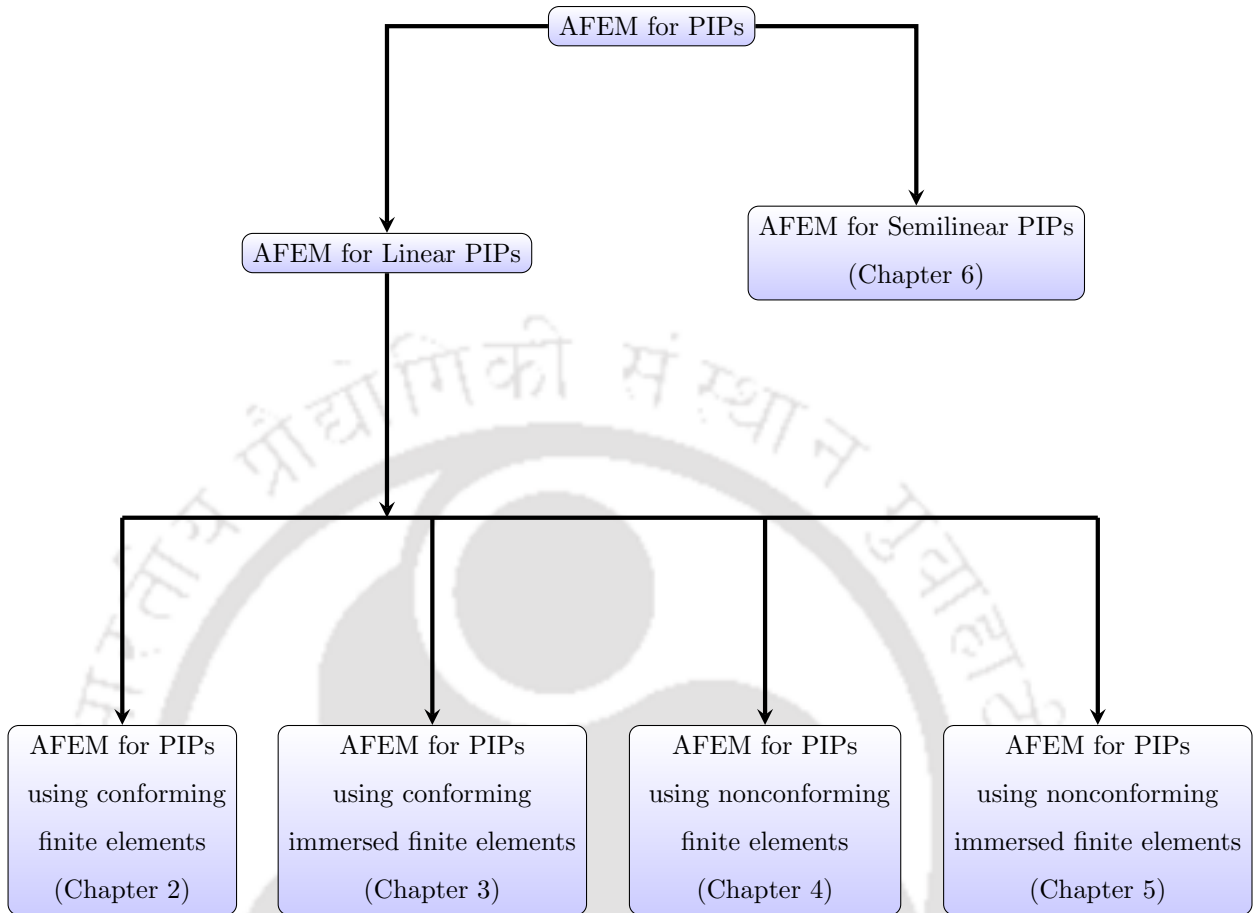 AFEM for PIPs
AFEM for Linear PIPs
AFEM for Semilinear PIPs
(Chapter 6)
AFEM for PIPs
using conforming
finite elements
(Chapter 2)
AFEM for PIPs
using conforming
immersed finite elements
(Chapter 3)
AFEM for PIPs
using nonconforming
finite elements
(Chapter 4)
AFEM for PIPs
using nonconforming
immersed finite elements
(Chapter 5)
भारतीय प्रौद्योगिकी संस्थान गुवाहाटी